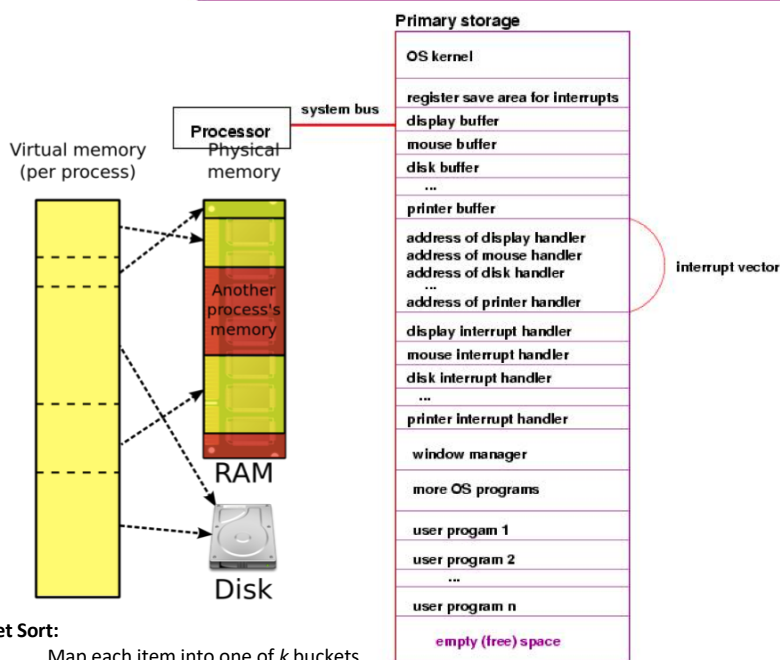 Primary storage
OS kernel
register save area for interrupts
display buffer
mouse buffer
disk buffer
...
printer buffer
address of display handler
address of mouse handler
address of disk handler
...
address of printer handler
display interrupt handler
mouse interrupt handler
disk interrupt handler
...
printer interrupt handler
window manager
more OS programs
user progam 1
user program 2
...
user program n
empty (free) space
interrupt vector
system bus
Processor
Virtual memory
(per process)
Physical
memory
Another
process's
memory
RAM
Disk
et Sort:
Map each item into one of k buckets